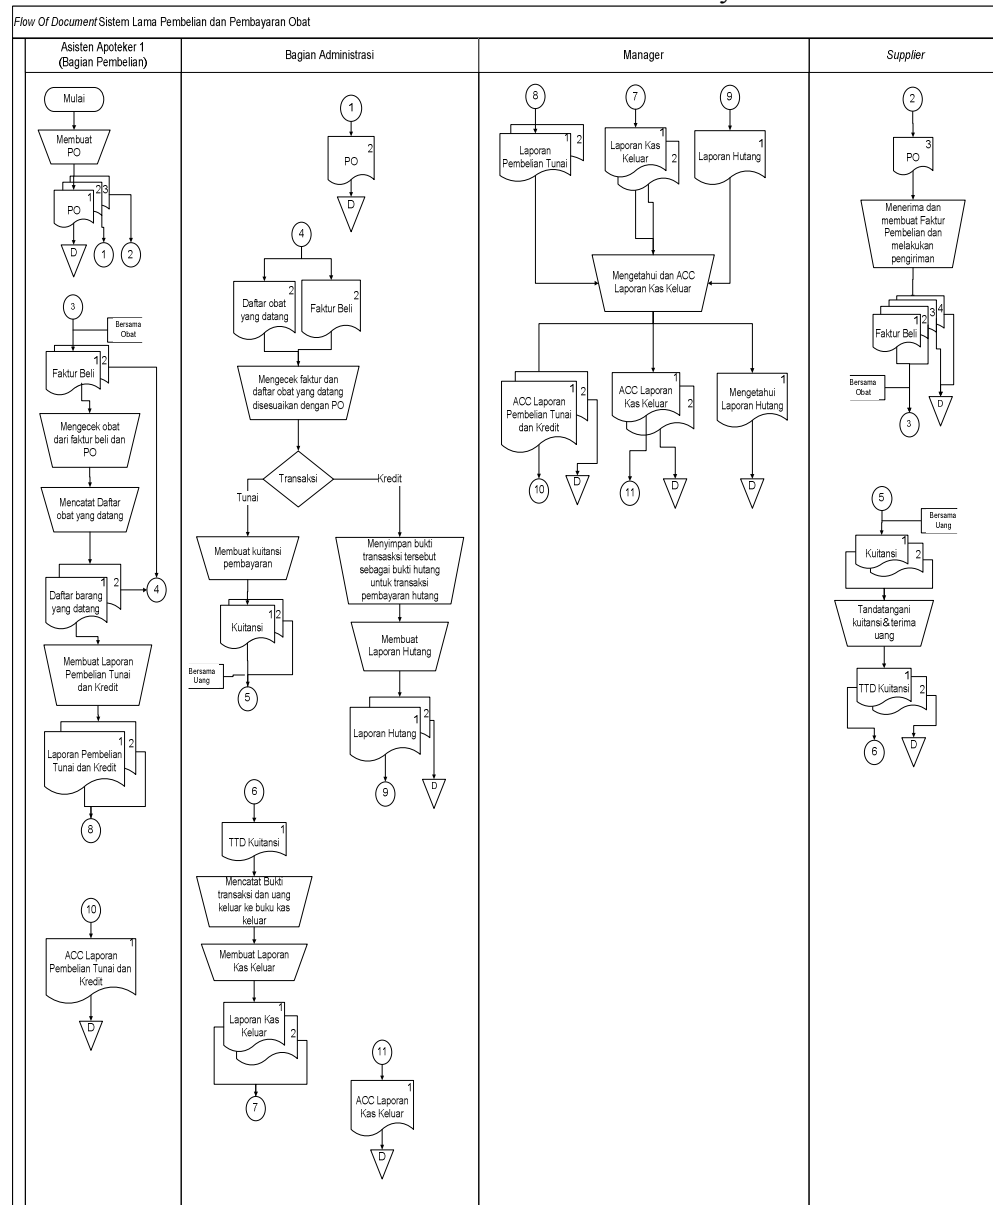 Flow Of Document Sistem Lama Pembelian dan Pembayaran Obat
Asisten Apoteker 1
(Bagian Pembelian)
Mulai
Membuat
PO
1
2
3
PO
D
1
2
3
Bersama
Obat
1
2
Faktur Beli
Mengecek obat
dari faktur beli dan
PO
Mencatat Daftar
obat yang datang
1
2
Daftar barang
yang datang
4
Membuat Laporan
Pembelian Tunai
dan Kredit
1
2
Laporan Pembelian
Tunai dan Kredit
8
10
1
ACC Laporan
Pembelian Tunai dan
Kredit
D
Bagian Administrasi
1
2
PO
D
4
2
Daftar obat
yang datang
2
Faktur Beli
Mengecek faktur dan
daftar obat yang datang
disesuaikan dengan PO
Transaksi
Tunai
Kredit
Membuat kuitansi
pembayaran
1
2
Kuitansi
Bersama
Uang
5
Menyimpan bukti
transasksi tersebut
sebagai bukti hutang
untuk transaksi
pembayaran hutang
Membuat
Laporan Hutang
1
2
Laporan Hutang
9
D
6
1
TTD Kuitansi
Mencatat Bukti
transaksi dan uang
keluar ke buku kas
keluar
Membuat Laporan
Kas Keluar
1
2
Laporan Kas
Keluar
7
11
1
ACC Laporan
Kas Keluar
D
Manager
8
1
2
Laporan
Pembelian Tunai
7
1
2
Laporan Kas
Keluar
9
1
Laporan Hutang
Mengetahui dan ACC
Laporan Kas Keluar
1
2
ACC Laporan
Pembelian Tunai
dan Kredit
10
D
1
2
ACC Laporan
Kas Keluar
11
D
1
Mengetahui
Laporan Hutang
D
Supplier
2
3
PO
Menerima dan
membuat Faktur
Pembelian dan
melakukan
pengiriman
1
2
3
4
Faktur Beli
Bersama
Obat
3
D
5
Bersama
Uang
1
2
Kuitansi
Tandatangani
kuitansi&terima
uang
1
2
TTD Kuitansi
6
D